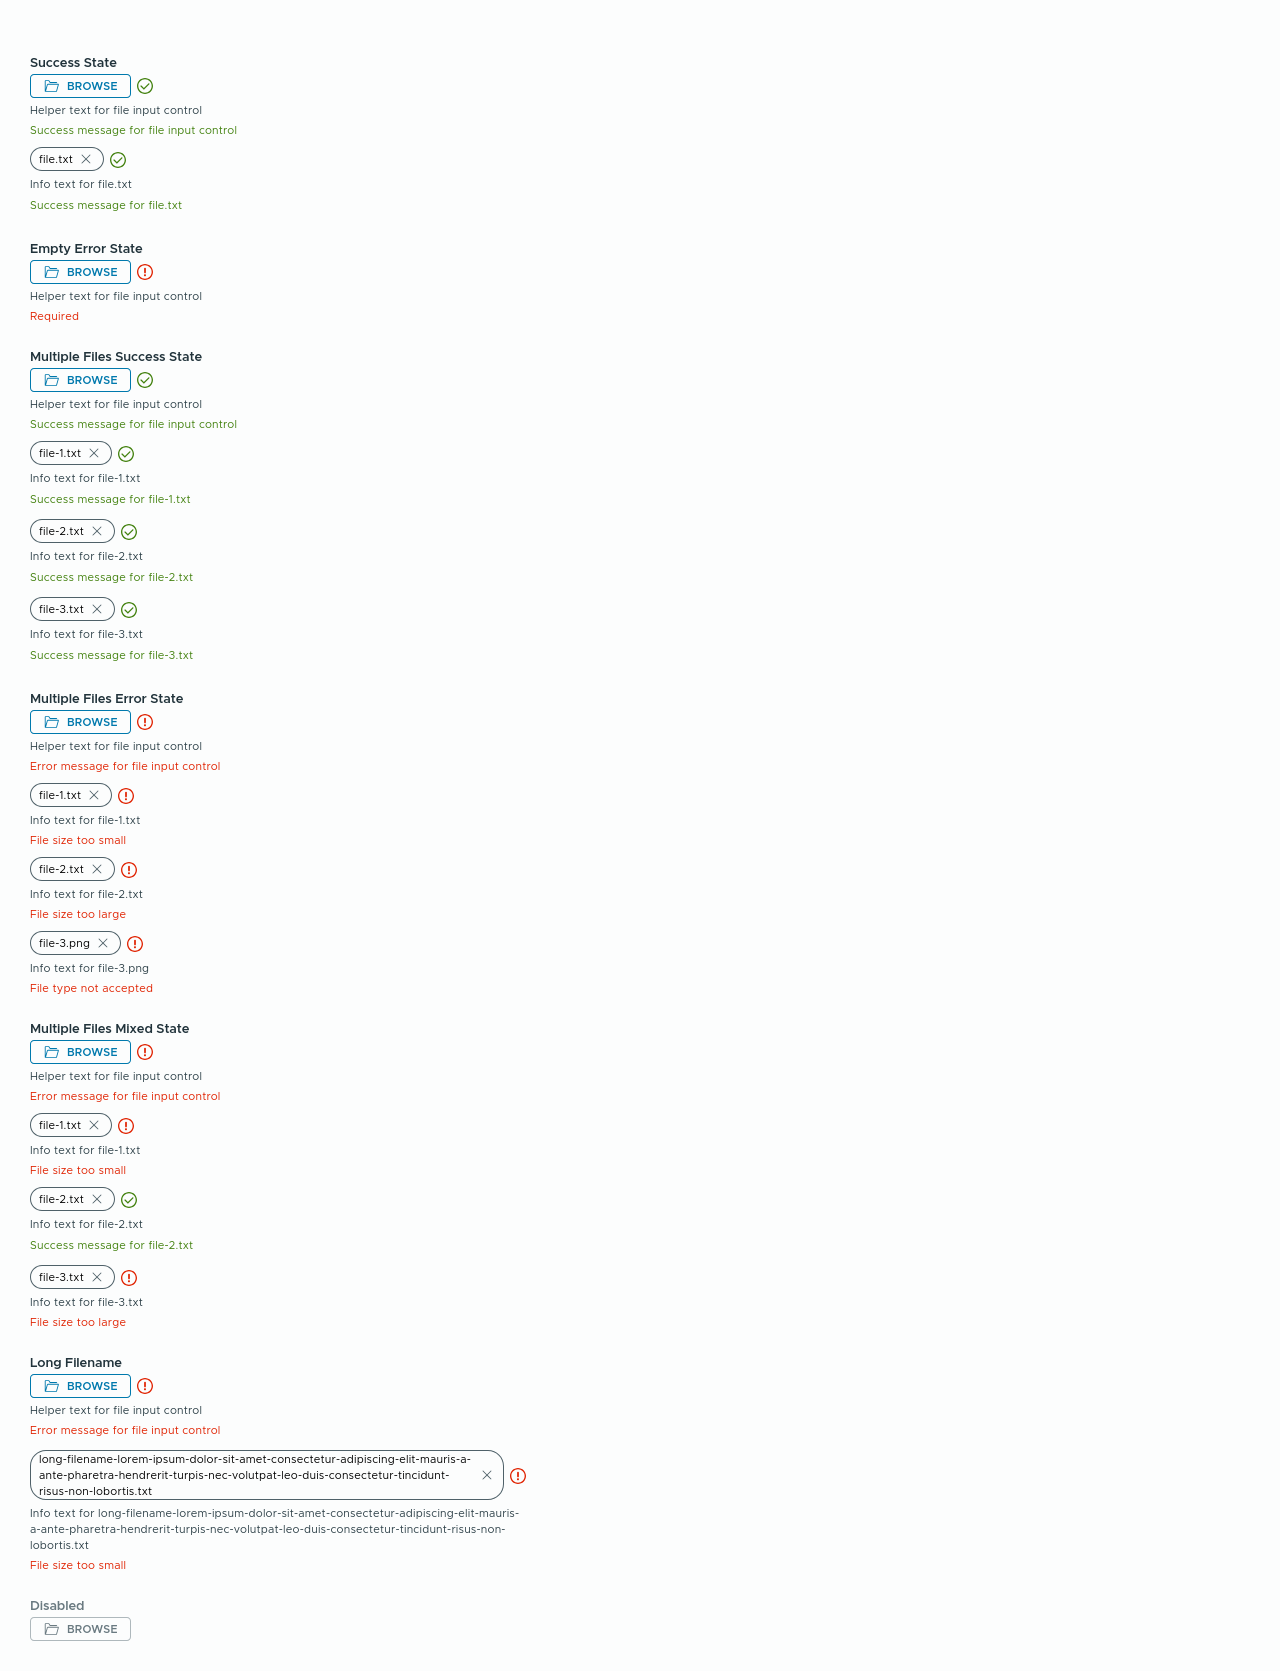 Success State
BROWSE
Helper text for file input control
Success message for file input control
file.txt
Info text for file.txt
Success message for file.txt
Empty Error State
BROWSE
Helper text for file input control
Required
Multiple Files Success State
BROWSE
Helper text for file input control
Success message for file input control
file-1.txt
Info text for file-1.txt
Success message for file-1.txt
file-2.txt
Info text for file-2.txt
Success message for file-2.txt
file-3.txt
Info text for file-3.txt
Success message for file-3.txt
Multiple Files Error State
BROWSE
Helper text for file input control
Error message for file input control
file-1.txt
Info text for file-1.txt
File size too small
file-2.txt
Info text for file-2.txt
File size too large
file-3.png
Info text for file-3.png
File type not accepted
Multiple Files Mixed State
BROWSE
Helper text for file input control
Error message for file input control
file-1.txt
Info text for file-1.txt
File size too small
file-2.txt
Info text for file-2.txt
Success message for file-2.txt
file-3.txt
Info text for file-3.txt
File size too large
Long Filename
BROWSE
Helper text for file input control
Error message for file input control
long-filename-lorem-ipsum-dolor-sit-amet-consectetur-adipiscing-elit-mauris-a-
ante-pharetra-hendrerit-turpis-nec-volutpat-leo-duis-consectetur-tincidunt-
risus-non-lobortis.txt
Info text for long-filename-lorem-ipsum-dolor-sit-amet-consectetur-adipiscing-elit-mauris-
a-ante-pharetra-hendrerit-turpis-nec-volutpat-leo-duis-consectetur-tincidunt-risus-non-
lobortis.txt
File size too small
Disabled
BROWSE